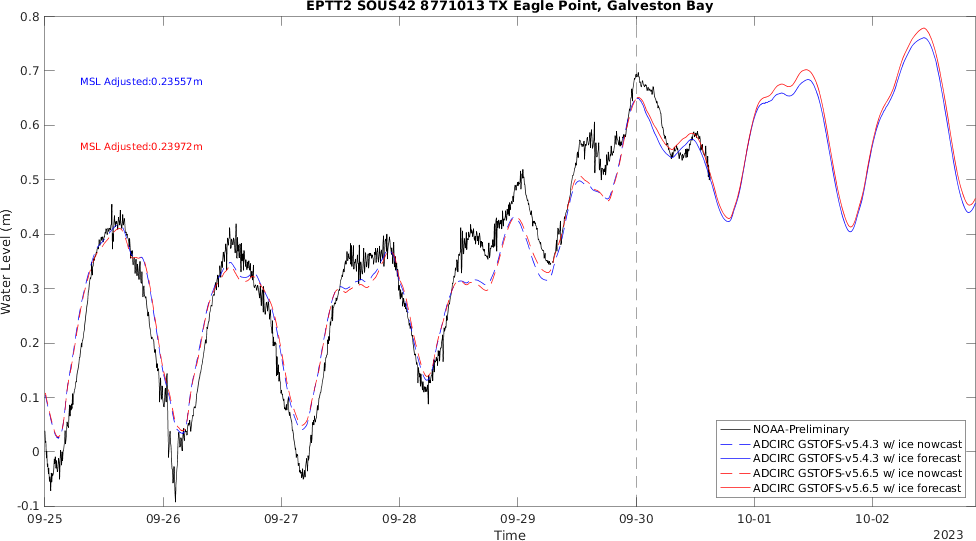 EPTT2 SOUS42 8771013 TX Eagle Point, Galveston Bay
0.8
0.7
0.6
0.5
0.4
0.3
0.2
0.1
0
-0.1
Water Level (m)
MSL Adjusted:0.23557m
MSL Adjusted:0.23972m
NOAA-Preliminary
ADCIRC GSTOFS-v5.4.3 w/ ice nowcast
ADCIRC GSTOFS-v5.4.3 w/ ice forecast
ADCIRC GSTOFS-v5.6.5 w/ ice nowcast
ADCIRC GSTOFS-v5.6.5 w/ ice forecast
09-25 09-26 09-27 09-28 09-29 09-30 10-01 10-02
Time
2023